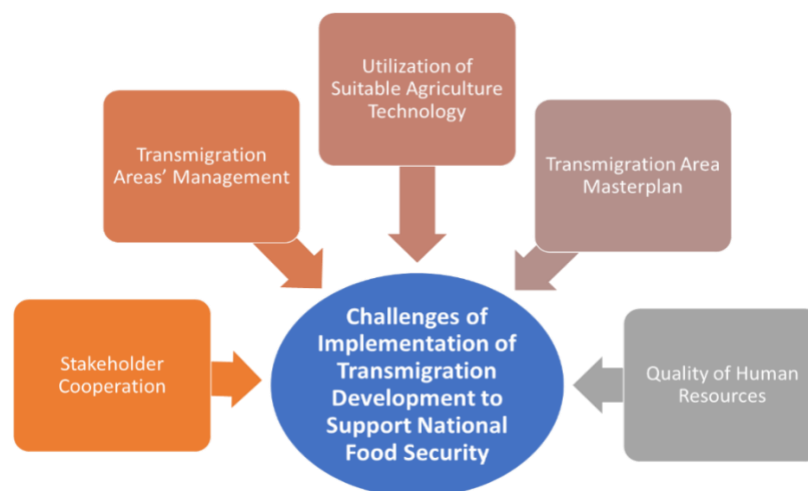 Utilization of
Suitable Agriculture
Technology
Transmigration
Areas' Management
Transmigration Area
Masterplan
Stakeholder
Cooperation
Challenges of
Implementation of
Transmigration
Development to
Support National
Food Security
Quality of Human
Resources